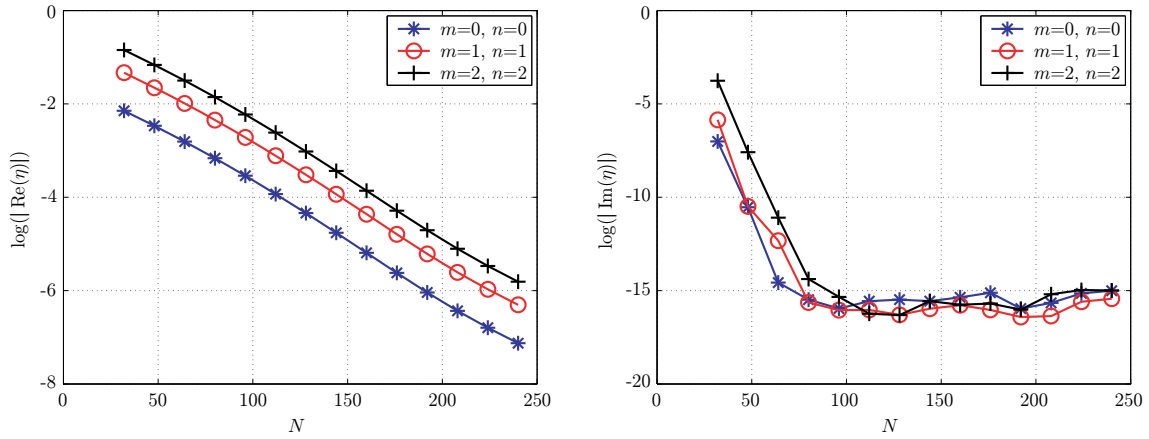 0
-2
-4
-6
-8
0
50
100
150
200
250
N
log(| Re(η)|)
m=0, n=0
m=1, n=1
m=2, n=2
0
-5
-10
-15
-20
0
50
100
150
200
250
N
log(| Im(η)|)
m=0, n=0
m=1, n=1
m=2, n=2